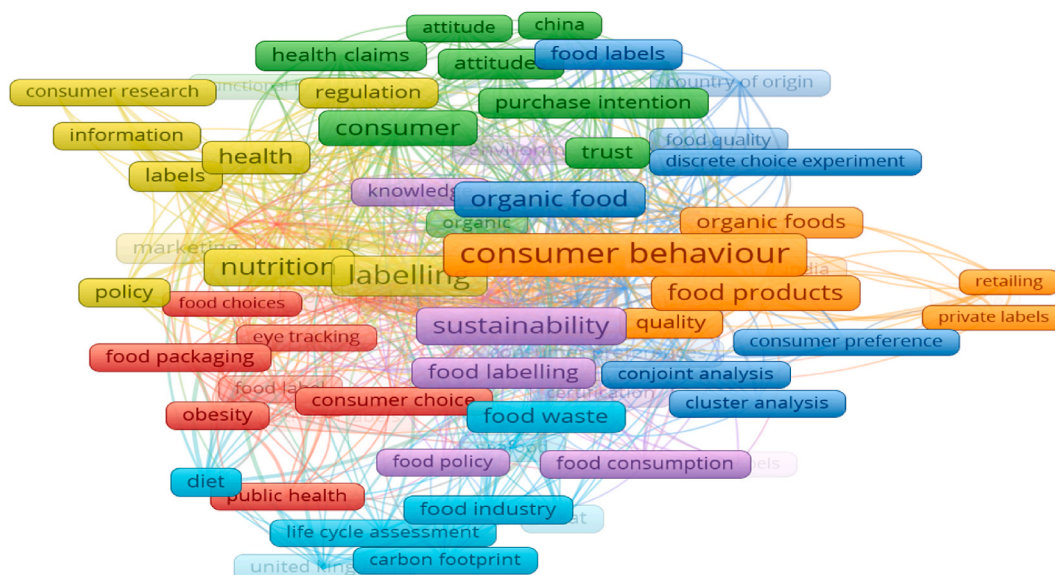 attitude
china
health claims
attitudes
food labels
consumer research
regulation
country of origin
purchase intention
information
consumer
trust
food quality
health
discrete choice experiment
labels
knowledge
organic food
organic
organic foods
marketing
consumer behaviour
nutrition
labelling
policy
food products
retailing
food choices
sustainability
quality
private labels
eye tracking
consumer preference
food packaging
food labelling
conjoint analysis
food label
certification
consumer choice
cluster analysis
obesity
food waste
food policy
food consumption
diet
public health
food industry
life cycle assessment
carbon footprint